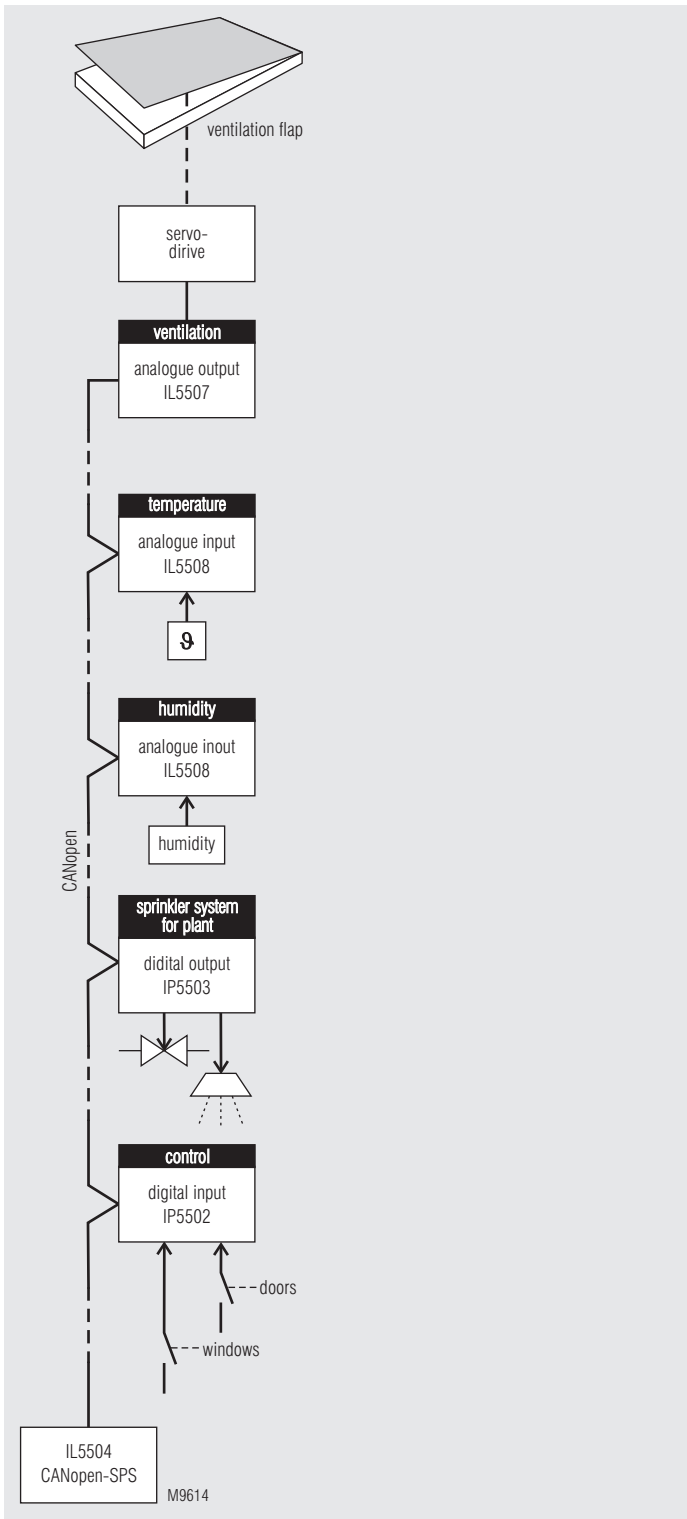 ventilation flap
servo-
dirive
ventilation
analogue output
IL5507
temperature
analogue input
IL5508
ϑ
humidity
analogue inout
IL5508
humidity
CANopen
sprinkler system
for plant
didital output
IP5503
control
digital input
IP5502
doors
windows
IL5504
CANopen-SPS
M9614